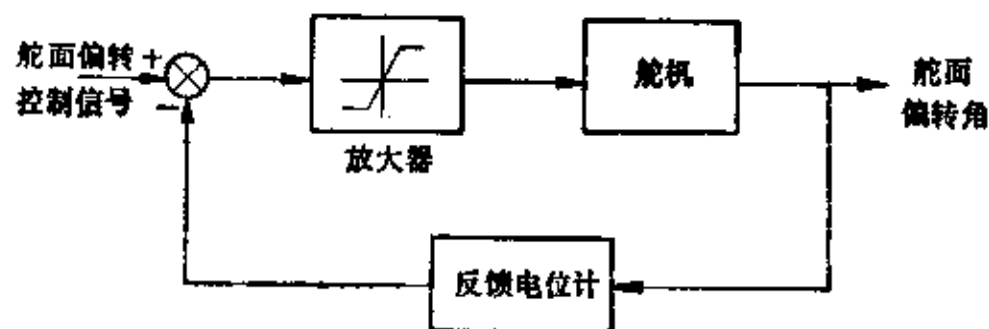 舵面偏转 +
控制信号 -
放大器
舵机
舵面
偏转角
反馈电位计